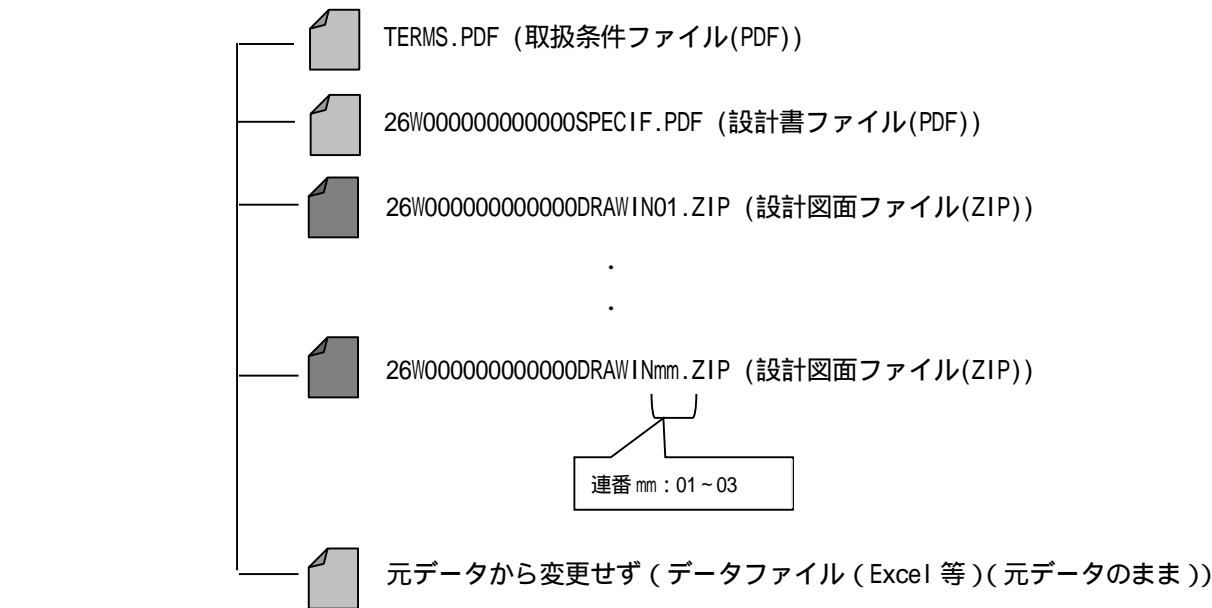 TERMS.PDF (取扱条件ファイル(PDF))
26W000000000000SPECIF.PDF (設計書ファイル(PDF))
26W000000000000DRAWIN01.ZIP (設計図面ファイル(ZIP))
.
.
26W000000000000DRAWINmm.ZIP (設計図面ファイル(ZIP))
連番 mm:01~03
元データから変更せず(データファイル(Excel 等)(元データのまま))